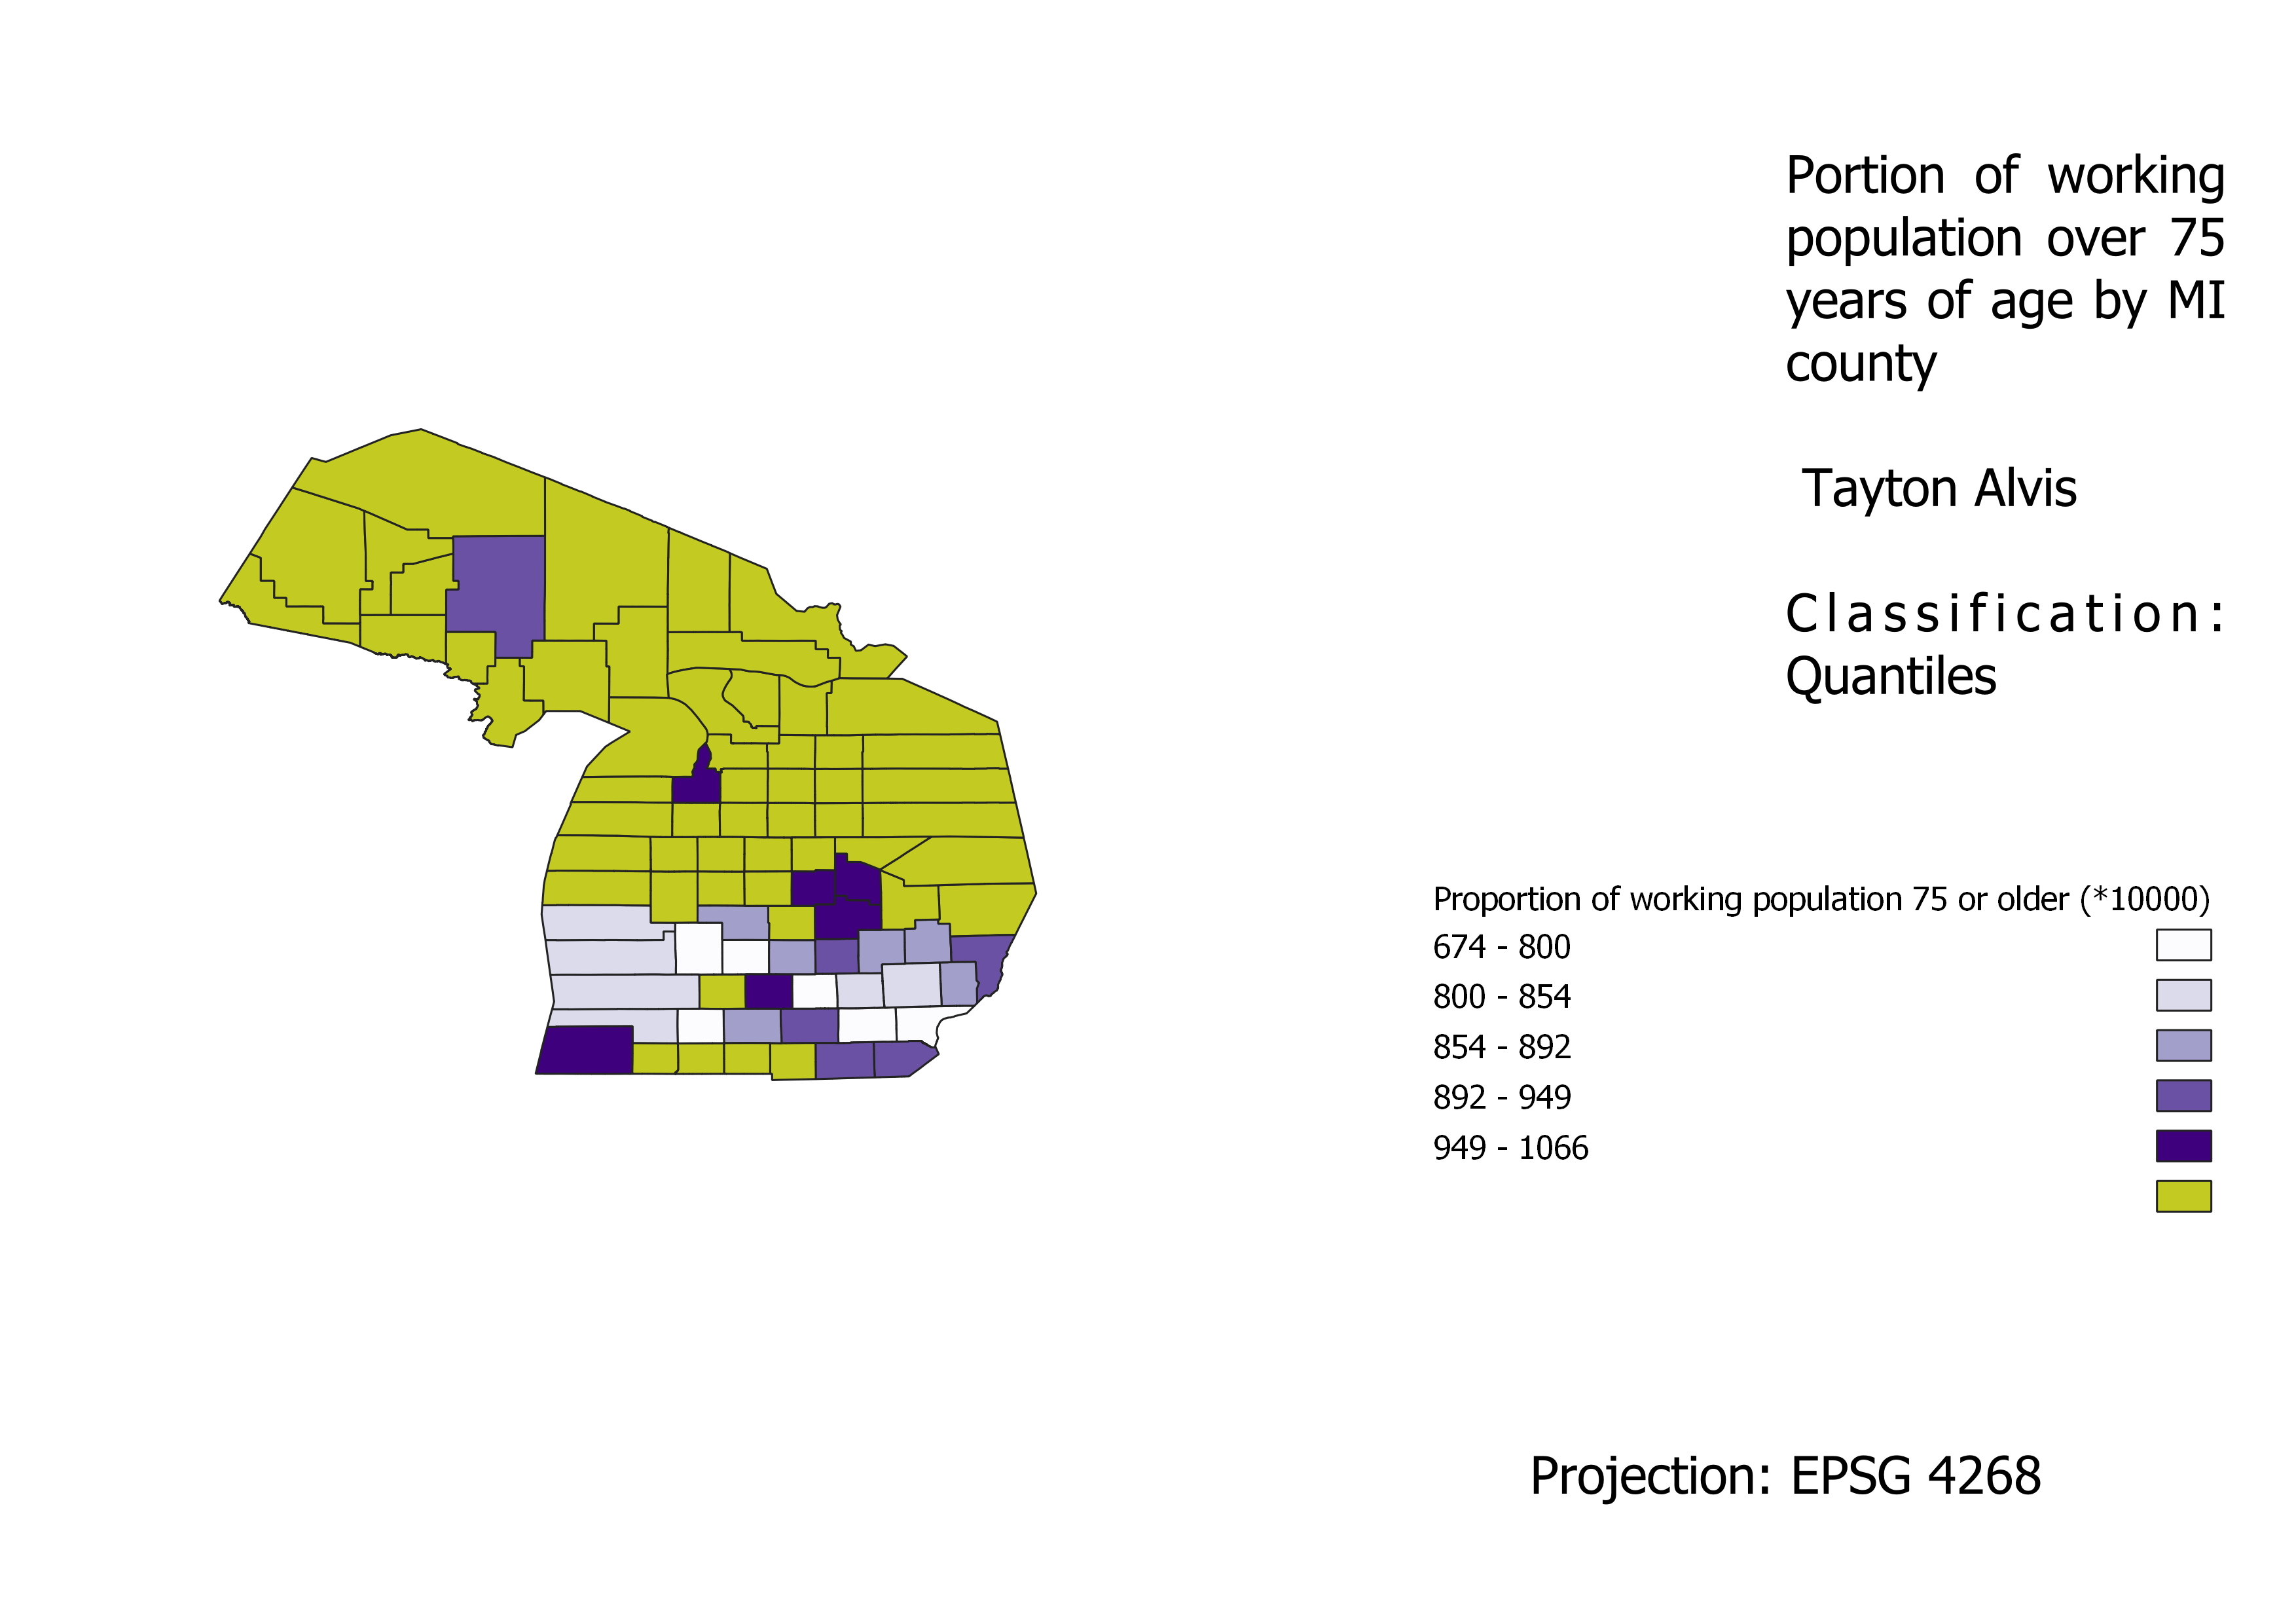 Portion of working
population over 75
years of age by MI
county
Tayton Alvis
Classification:
Quantiles
Proportion of working population 75 or older (*10000)
674 - 800
800 - 854
854 - 892
892 - 949
949 - 1066
Projection: EPSG 4268